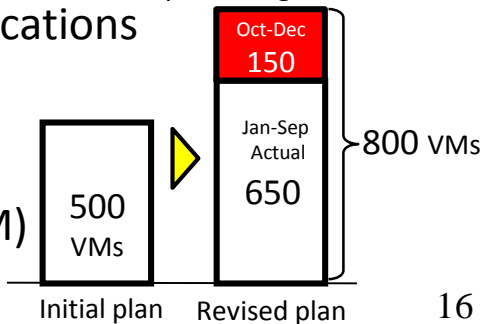 cations
Oct-Dec
150
Jan-Sep
Actual
650
800 VMs
500
VMs
M)
Initial plan
Revised plan
16